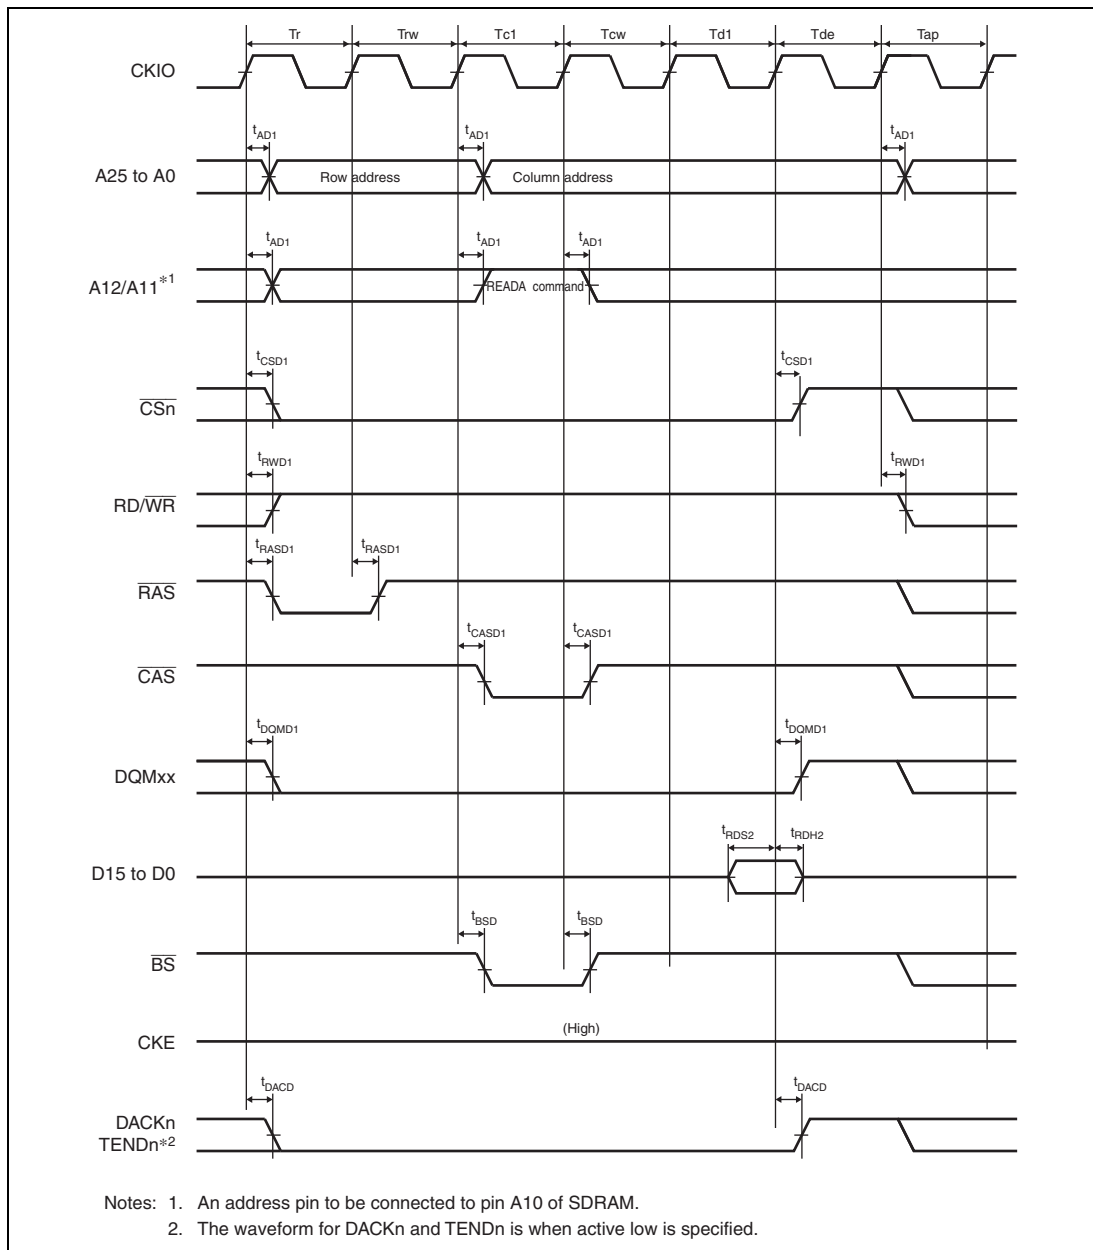 Tr Trw Tc1 Tcw Td1 Tde Tap
CKIO
tAD1 tAD1 tAD1
A25 to A0 Row address Column address
tAD1 tAD1 tAD1
A12/A11*1 READA command
tCSD1 tCSD1
CSn
tRWD1 tRWD1
RD/WR
tRASD1 tRASD1
RAS
tCASD1 tCASD1
CAS
tDQMD1 tDQMD1
DQMxx
tRDS2 tRDH2
D15 to D0
tBSD tBSD
BS
(High)
CKE
tDACD tDACD
DACKn
TENDn*2
Notes: 1. An address pin to be connected to pin A10 of SDRAM.
2. The waveform for DACKn and TENDn is when active low is specified.